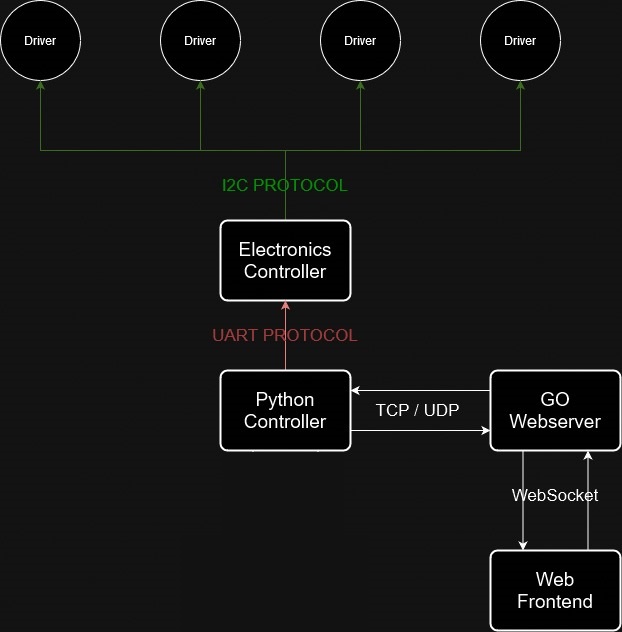 Driver
Driver
Driver
Driver
I2C PROTOCOL
Electronics
Controller
UART PROTOCOL
Python
Controller
TCP / UDP
GO
Webserver
WebSocket
Web
Frontend